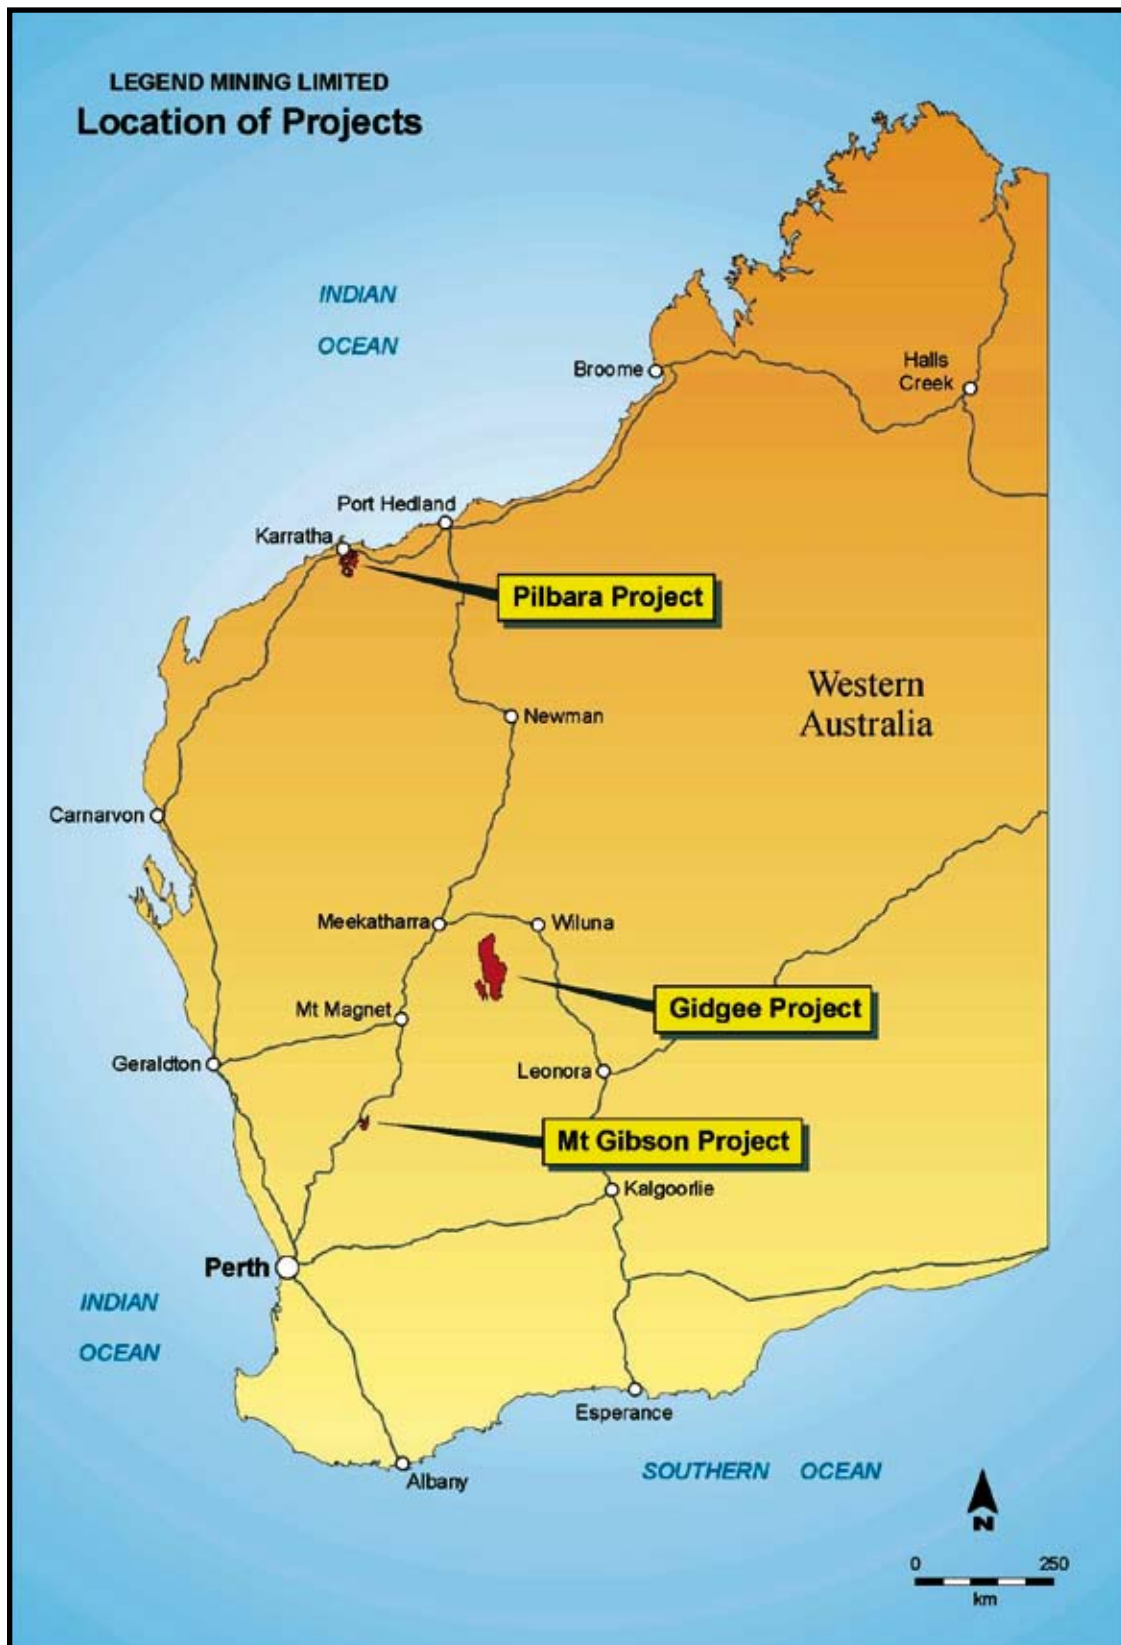 LEGEND MINING LIMITED
Location of Projects
INDIAN
OCEAN
Broome
Halls
Creek
Port Hedland
Karratha
Pilbara Project
Western
Australia
Newman
Carnarvon
Meekatharra
Wiluna
Gidgee Project
Mt Magnet
Geraldton
Leonora
Mt Gibson Project
Kalgoorlie
Perth
INDIAN
OCEAN
Esperance
SOUTHERN OCEAN
Albany
N
0 250
km